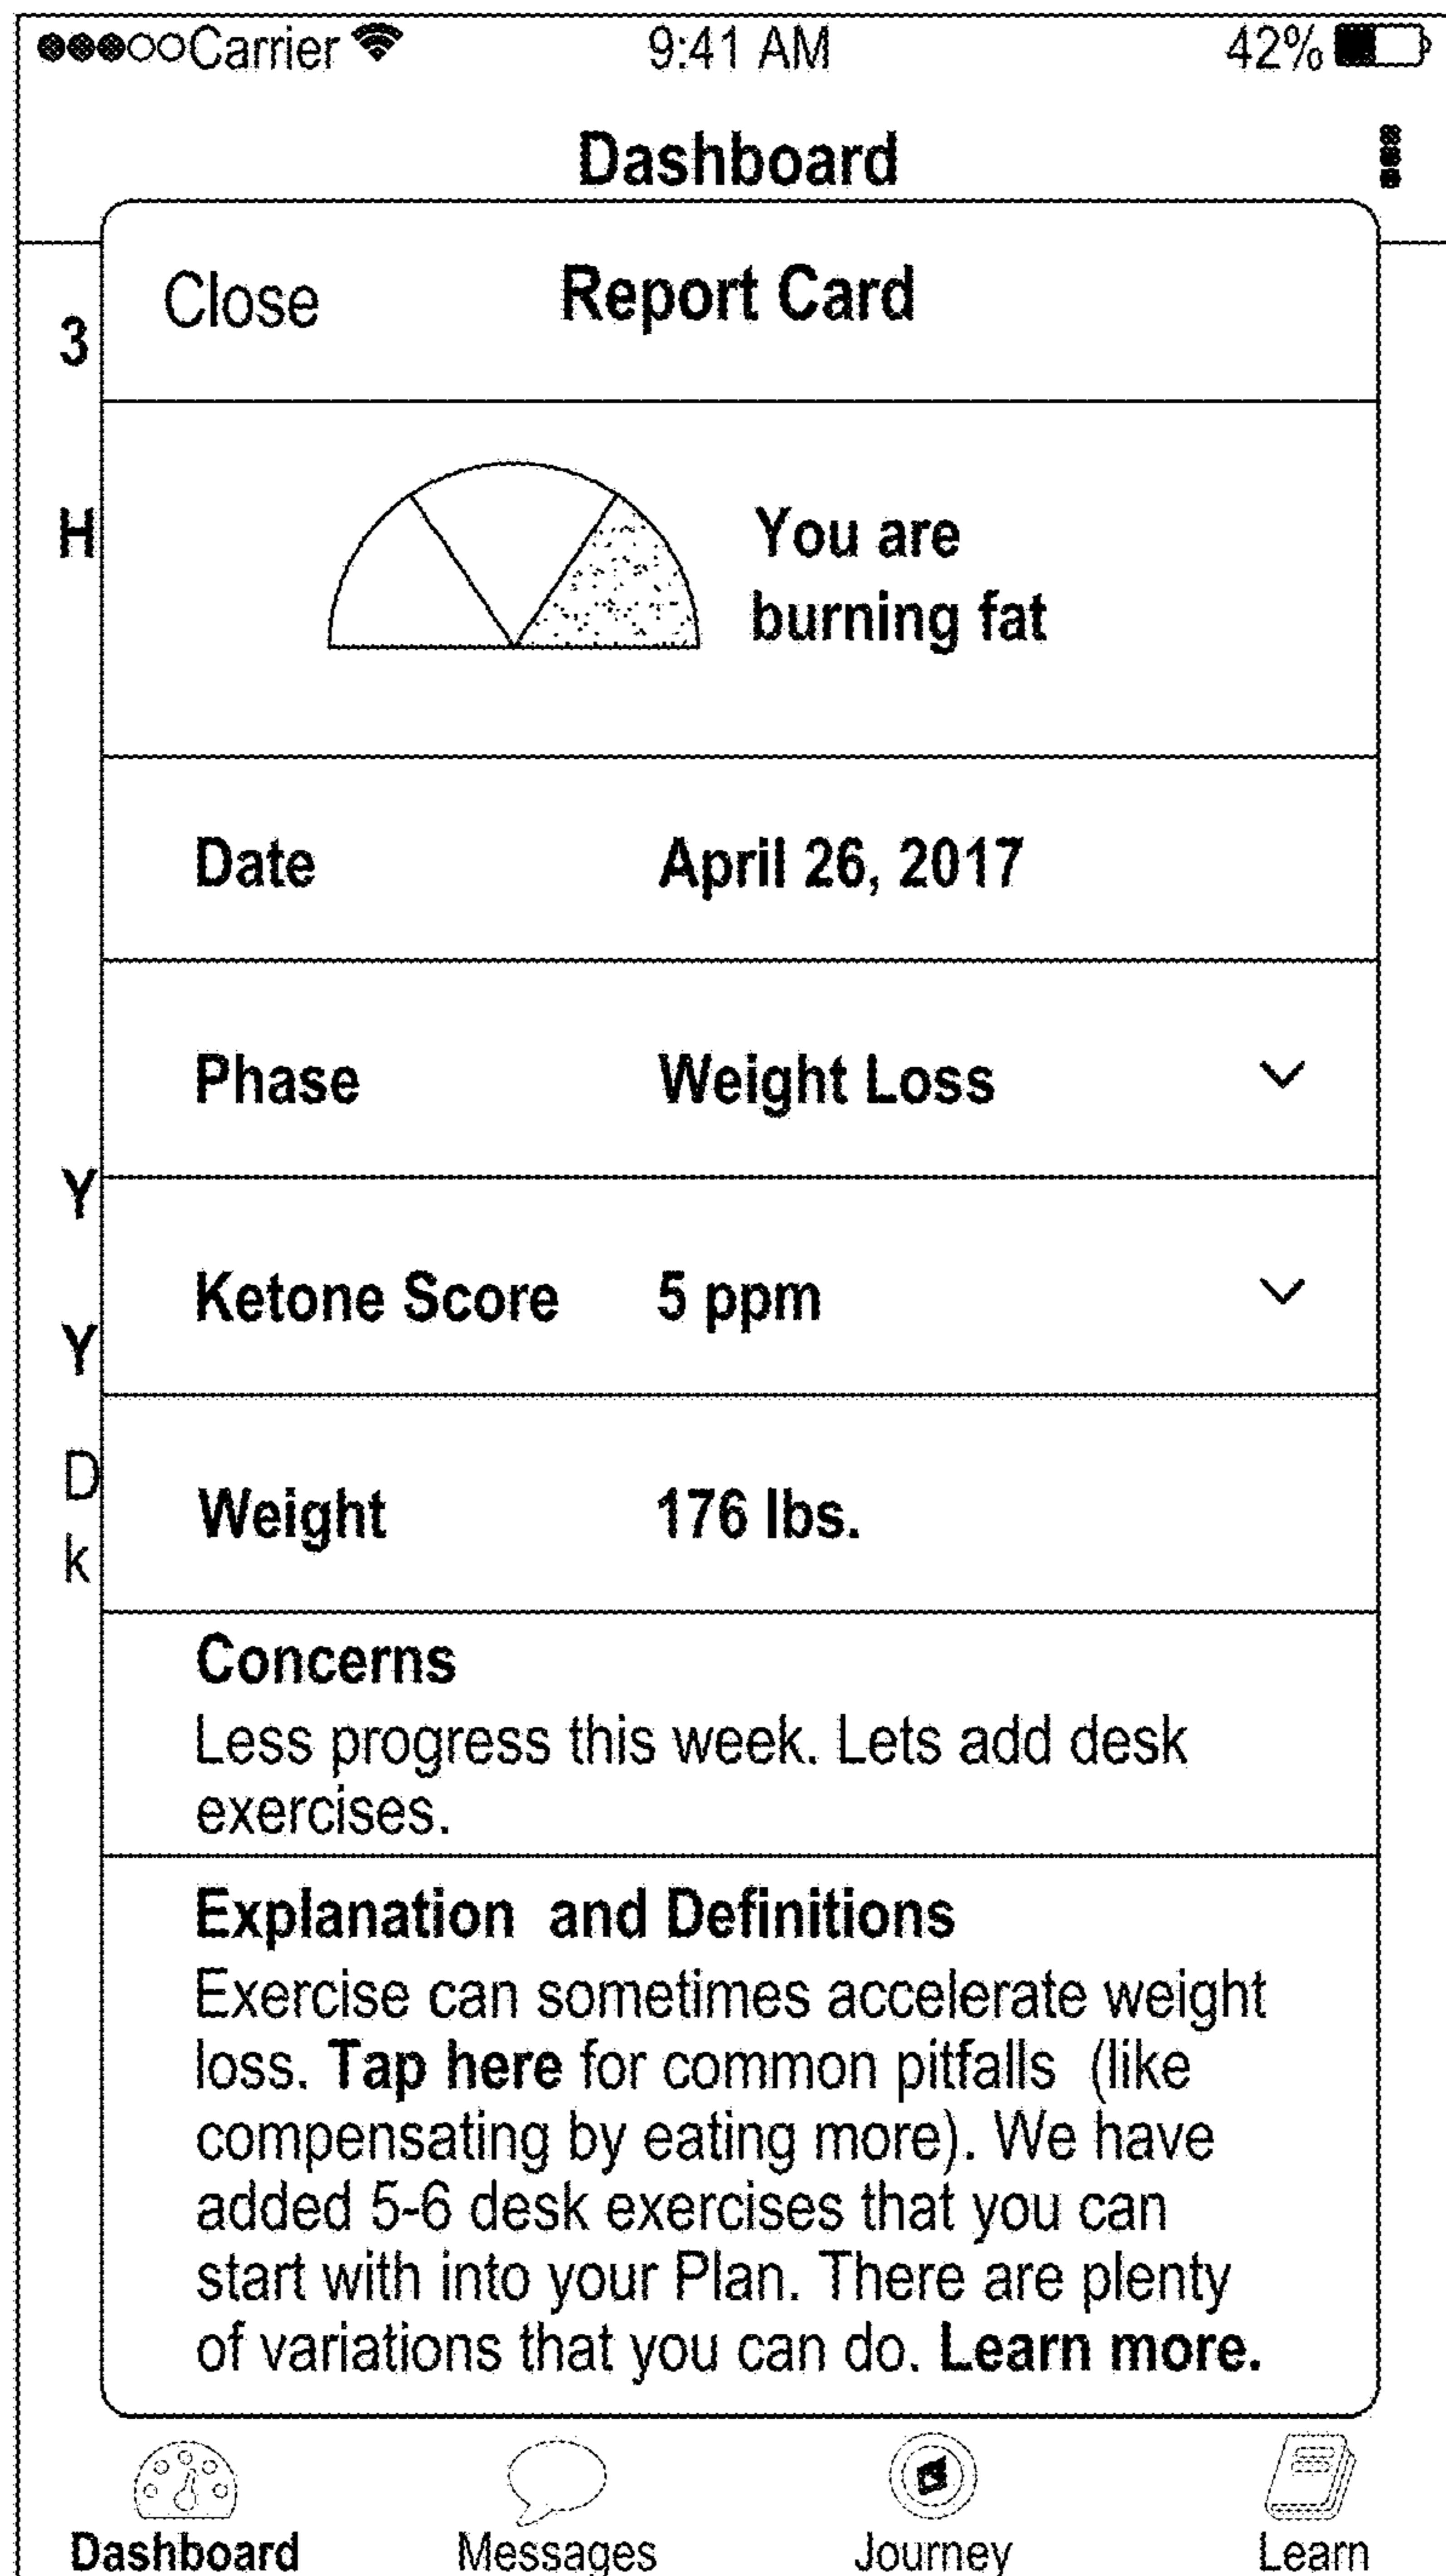 Carrier 9:41 AM 42%
Dashboard
Close Report Card
3
H
You are
burning fat
Date April 26, 2017
Phase Weight Loss
Y
Ketone Score 5 ppm
Y
D
Weight 176 lbs.
k
Concerns
Less progress this week. Lets add desk
exercises.
Explanation and Definitions
Exercise can sometimes accelerate weight
loss. Tap here for common pitfalls (like
compensating by eating more). We have
added 5-6 desk exercises that you can
start with into your Plan. There are plenty
of variations that you can do. Learn more.
Dashboard Messages Journey Learn